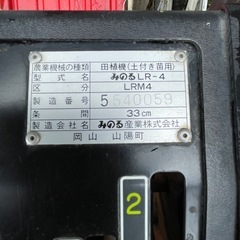 農業機械の種類 田植機(土付き苗用)
型式名 みのるLR-4
区分 LRM4
製造番号 5540059
条間 33cm
製造会社 みのる産業株式会社
岡山 山陽町
2